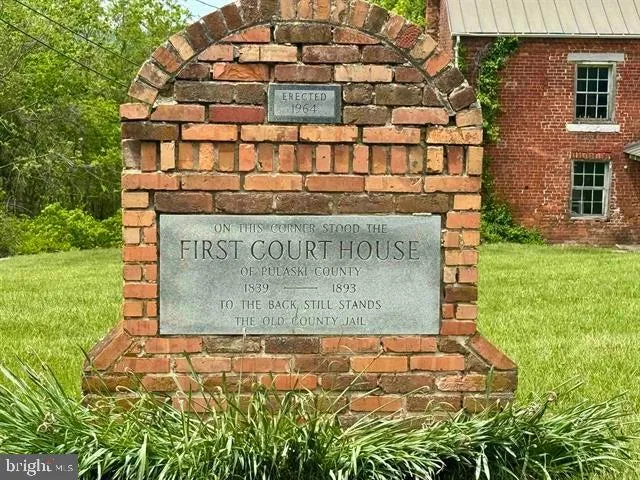 ERECTED
1964
ON THIS CORNER STOOD THE
FIRST COURT HOUSE
OF PULASKI COUNTY
1839 —— 1893
TO THE BACK STILL STANDS
THE OLD COUNTY JAIL
bright MLS